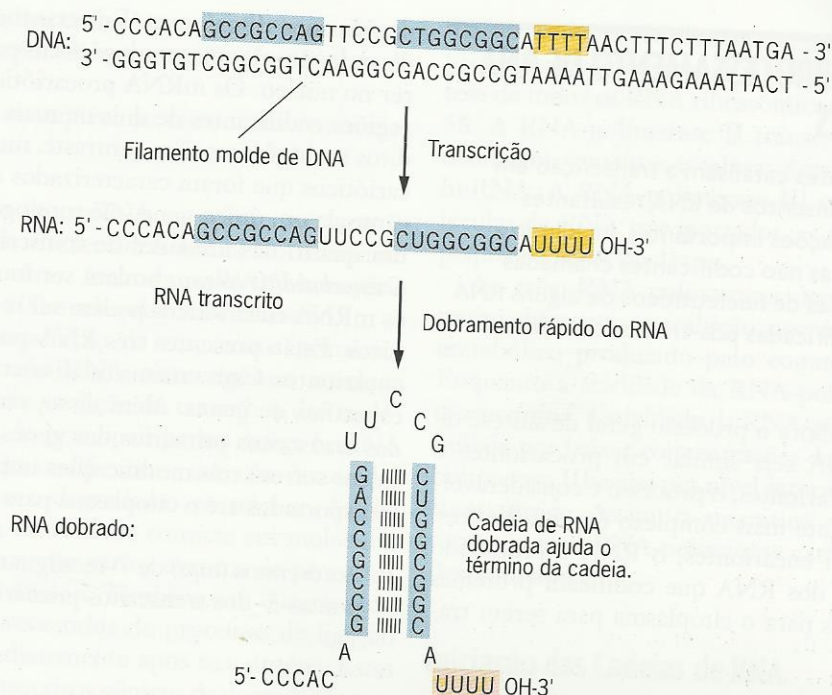 DNA: 5' - CCCACAGCCGCCAGTTCCGCTGGCGGCATTTTAACTTTCTTTAATGA - 3'
3'-GGGTGTCGGCGGTCAAGGCGACCGCCGTAAAATTGAAAGAAATTACT - 5'
Filamento molde de DNA
Transcrição
RNA: 5' - CCCACAGCCGCCAGUUCCGCUGGCGGCAUUUU OH-3'
RNA transcrito
Dobramento rápido do RNA
C
U C
U G
G C
A U
C G
C G
G C
C G
C G
G C
A A
RNA dobrado:
Cadeia de RNA
dobrada ajuda o
término da cadeia.
5'-CCCAC UUUU OH-3'